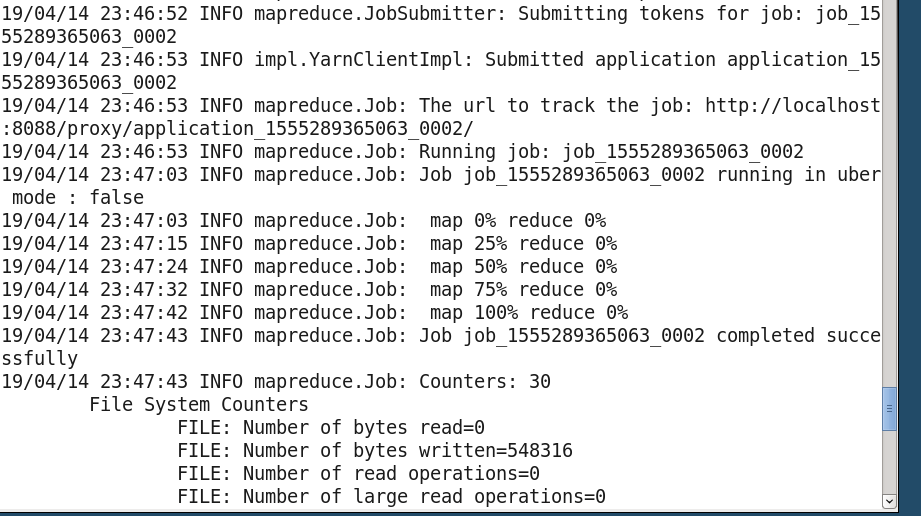 19/04/14 23:46:52 INFO mapreduce.JobSubmitter: Submitting tokens for job: job_15
55289365063_0002
19/04/14 23:46:53 INFO impl.YarnClientImpl: Submitted application application_15
55289365063_0002
19/04/14 23:46:53 INFO mapreduce.Job: The url to track the job: http://localhost
:8088/proxy/application_1555289365063_0002/
19/04/14 23:46:53 INFO mapreduce.Job: Running job: job_1555289365063_0002
19/04/14 23:47:03 INFO mapreduce.Job: Job job_1555289365063_0002 running in uber
 mode : false
19/04/14 23:47:03 INFO mapreduce.Job:  map 0% reduce 0%
19/04/14 23:47:15 INFO mapreduce.Job:  map 25% reduce 0%
19/04/14 23:47:24 INFO mapreduce.Job:  map 50% reduce 0%
19/04/14 23:47:32 INFO mapreduce.Job:  map 75% reduce 0%
19/04/14 23:47:42 INFO mapreduce.Job:  map 100% reduce 0%
19/04/14 23:47:43 INFO mapreduce.Job: Job job_1555289365063_0002 completed succe
ssfully
19/04/14 23:47:43 INFO mapreduce.Job: Counters: 30
        File System Counters
                FILE: Number of bytes read=0
                FILE: Number of bytes written=548316
                FILE: Number of read operations=0
                FILE: Number of large read operations=0